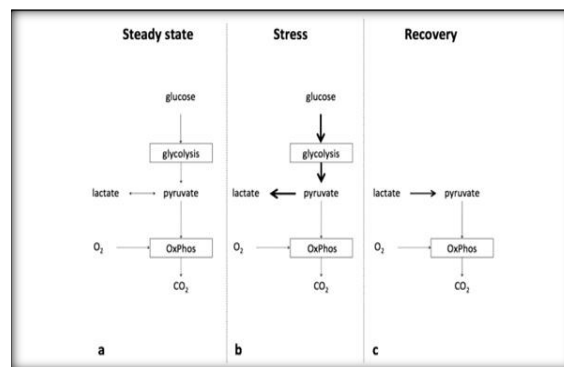 Steady state
glucose
glycolysis
lactate
pyruvate
O₂
OxPhos
CO₂
a
Stress
glucose
glycolysis
lactate
pyruvate
O₂
OxPhos
CO₂
b
Recovery
lactate
pyruvate
O₂
OxPhos
CO₂
c